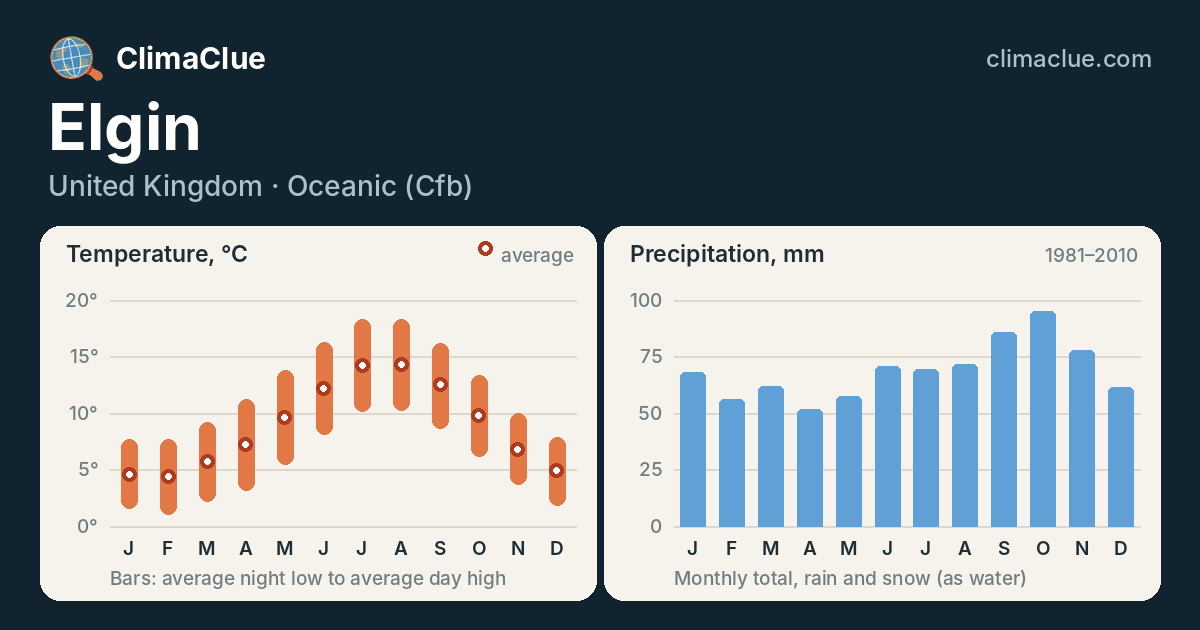 ClimaClue
climaclue.com
Elgin
United Kingdom · Oceanic (Cfb)
Temperature, °C
average
20°
15°
10°
5°
0°
J F M A M J J A S O N D
Bars: average night low to average day high
Precipitation, mm
1981–2010
100
75
50
25
0
J F M A M J J A S O N D
Monthly total, rain and snow (as water)